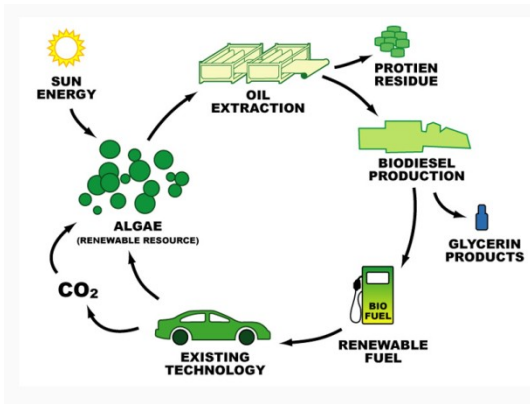 SUN
ENERGY
OIL
EXTRACTION
PROTIEN
RESIDUE
BIODIESEL
PRODUCTION
GLYCERIN
PRODUCTS
BIO
FUEL
RENEWABLE
FUEL
EXISTING
TECHNOLOGY
CO₂
ALGAE
(RENEWABLE RESOURCE)